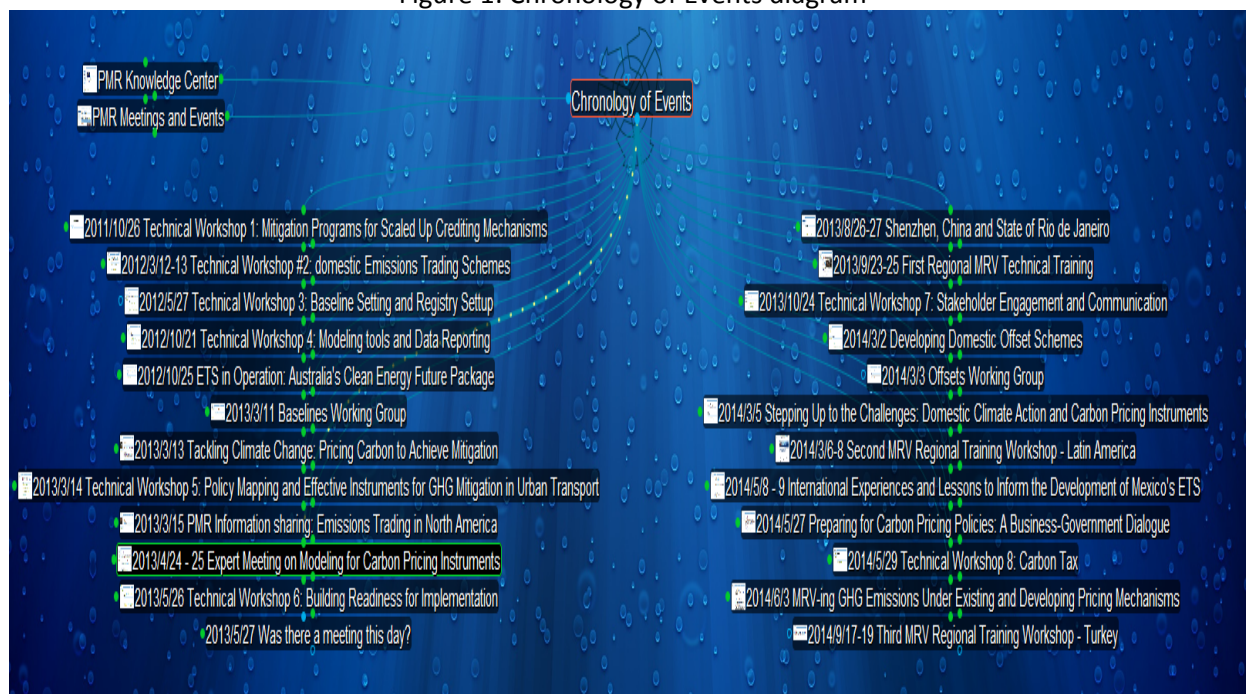 Figure 1. Chronology of Events diagram
PMR Knowledge Center
PMR Meetings and Events
Chronology of Events
2011/10/26 Technical Workshop 1: Mitigation Programs for Scaled Up Crediting Mechanisms
2012/3/12-13 Technical Workshop #2: domestic Emissions Trading Schemes
2012/5/27 Technical Workshop 3: Baseline Setting and Registry Setup
2012/10/21 Technical Workshop 4: Modeling tools and Data Reporting
2012/10/25 ETS in Operation: Australia's Clean Energy Future Package
2013/3/11 Baselines Working Group
2013/3/13 Tackling Climate Change: Pricing Carbon to Achieve Mitigation
2013/3/14 Technical Workshop 5: Policy Mapping and Effective Instruments for GHG Mitigation in Urban Transport
2013/3/15 PMR Information sharing: Emissions Trading in North America
2013/4/24 - 25 Expert Meeting on Modeling for Carbon Pricing Instruments
2013/5/26 Technical Workshop 6: Building Readiness for Implementation
2013/5/27 Was there a meeting this day?
2013/8/26-27 Shenzhen, China and State of Rio de Janeiro
2013/9/23-25 First Regional MRV Technical Training
2013/10/24 Technical Workshop 7: Stakeholder Engagement and Communication
2014/3/2 Developing Domestic Offset Schemes
2014/3/3 Offsets Working Group
2014/3/5 Stepping Up to the Challenges: Domestic Climate Action and Carbon Pricing Instruments
2014/3/6-8 Second MRV Regional Training Workshop - Latin America
2014/5/8 - 9 International Experiences and Lessons to Inform the Development of Mexico's ETS
2014/5/27 Preparing for Carbon Pricing Policies: A Business-Government Dialogue
2014/5/29 Technical Workshop 8: Carbon Tax
2014/6/3 MRV-ing GHG Emissions Under Existing and Developing Pricing Mechanisms
2014/9/17-19 Third MRV Regional Training Workshop - Turkey